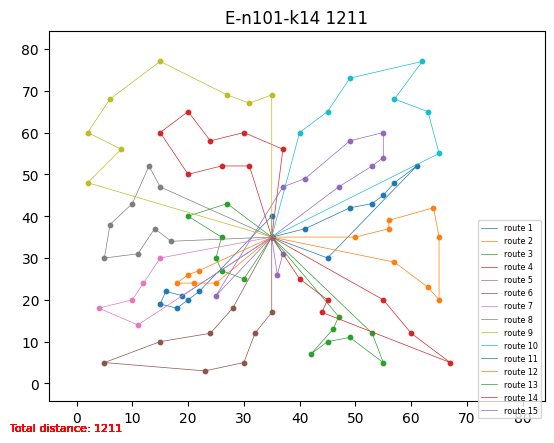 E-n101-k14 1211
80
70
60
50
40
30
20
10
0
0 10 20 30 40 50 60 70 80
route 1
route 2
route 3
route 4
route 5
route 6
route 7
route 8
route 9
route 10
route 11
route 12
route 13
route 14
route 15
Total distance: 1211